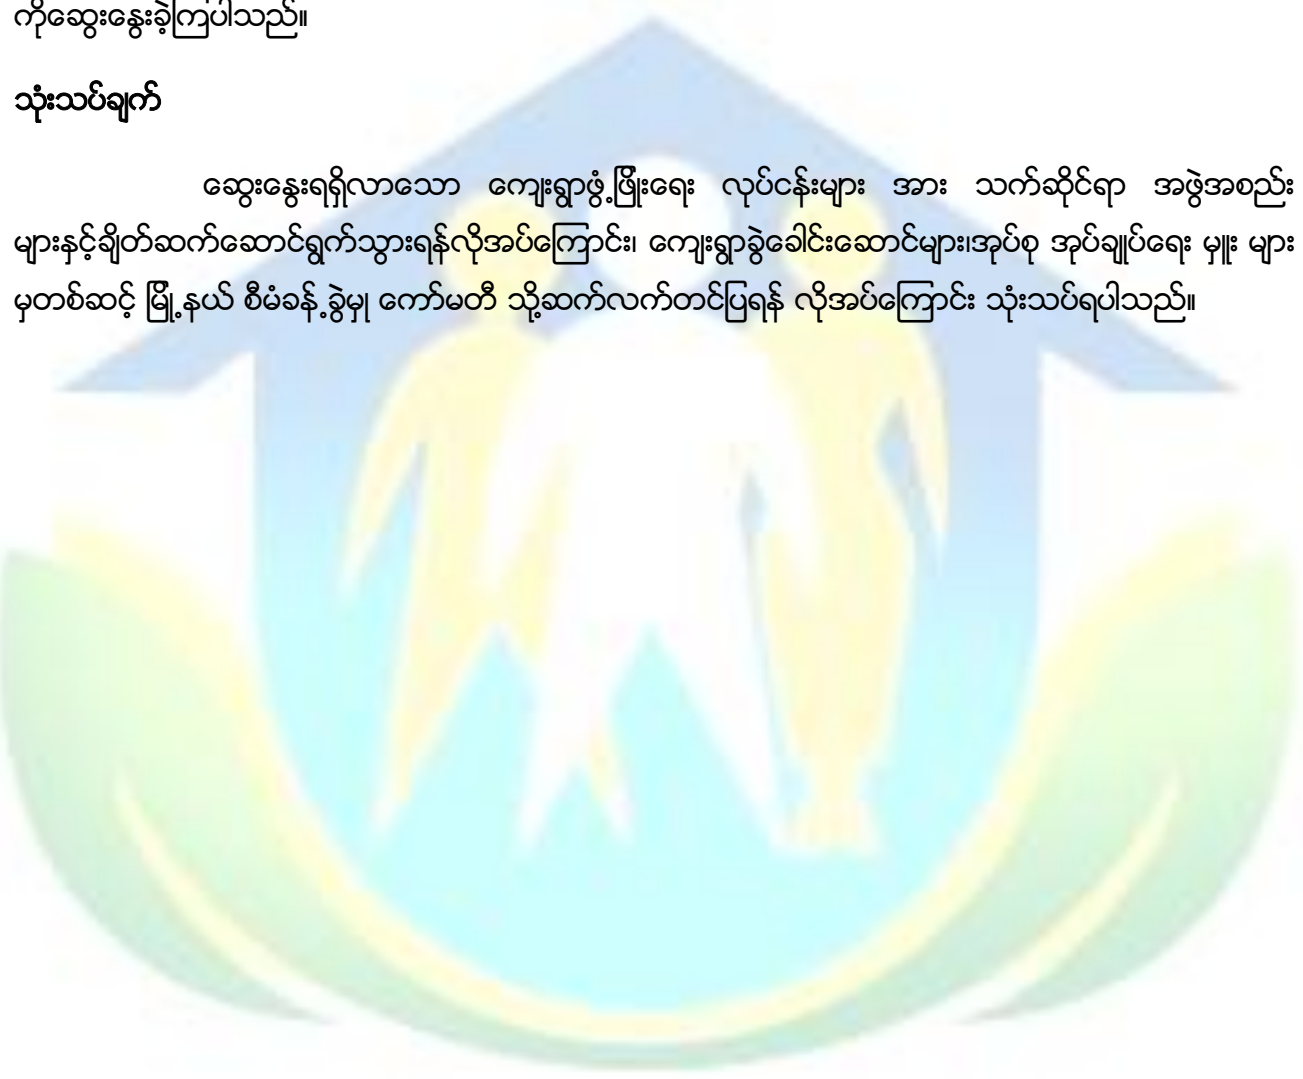 ကိုဆွေးနွေးခဲ့ကြပါသည်။
သုံးသပ်ချက်
ဆွေးနွေးရရှိလာသော ကျေးရွာဖွံ့ဖြိုးရေး လုပ်ငန်းများ အား သက်ဆိုင်ရာ အဖွဲအစည်း
များနှင့်ချိတ်ဆက်ဆောင်ရွက်သွားရန်လိုအပ်ကြောင်း၊ ကျေးရွာခွဲခေါင်းဆောင်များ၊အုပ်စု အုပ်ချုပ်ရေး မှူး များ
မှတစ်ဆင့် မြို့နယ် စီမံခန့်ခွဲမှု ကော်မတီ သို့ဆက်လက်တင်ပြရန် လိုအပ်ကြောင်း သုံးသပ်ရပါသည်။